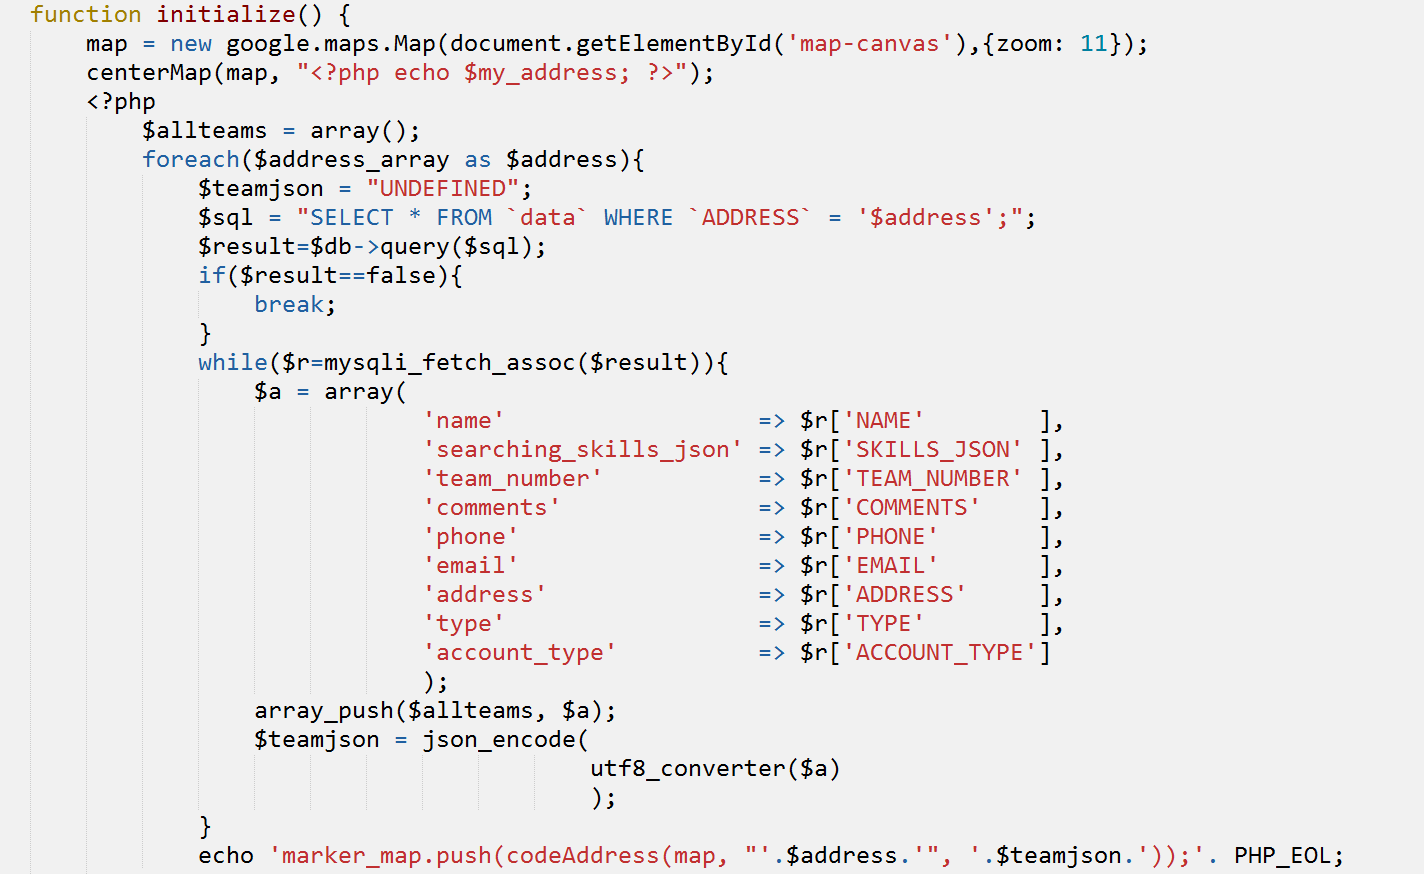 function initialize() {
map = new google.maps.Map(document.getElementById('map-canvas'),{zoom: 11});
centerMap(map, "<?php echo $my_address; ?>");
<?php
$allteams = array();
foreach($address_array as $address){
$teamjson = "UNDEFINED";
$sql = "SELECT * FROM `data` WHERE `ADDRESS` = '$address';";
$result=$db->query($sql);
if($result==false){
break;
}
while($r=mysqli_fetch_assoc($result)){
$a = array(
'name' => $r['NAME' ],
'searching_skills_json' => $r['SKILLS_JSON' ],
'team_number' => $r['TEAM_NUMBER' ],
'comments' => $r['COMMENTS' ],
'phone' => $r['PHONE' ],
'email' => $r['EMAIL' ],
'address' => $r['ADDRESS' ],
'type' => $r['TYPE' ],
'account_type' => $r['ACCOUNT_TYPE']
);
array_push($allteams, $a);
$teamjson = json_encode(
utf8_converter($a)
);
}
echo 'marker_map.push(codeAddress(map, "'.$address.'", '.$teamjson.'));'. PHP_EOL;